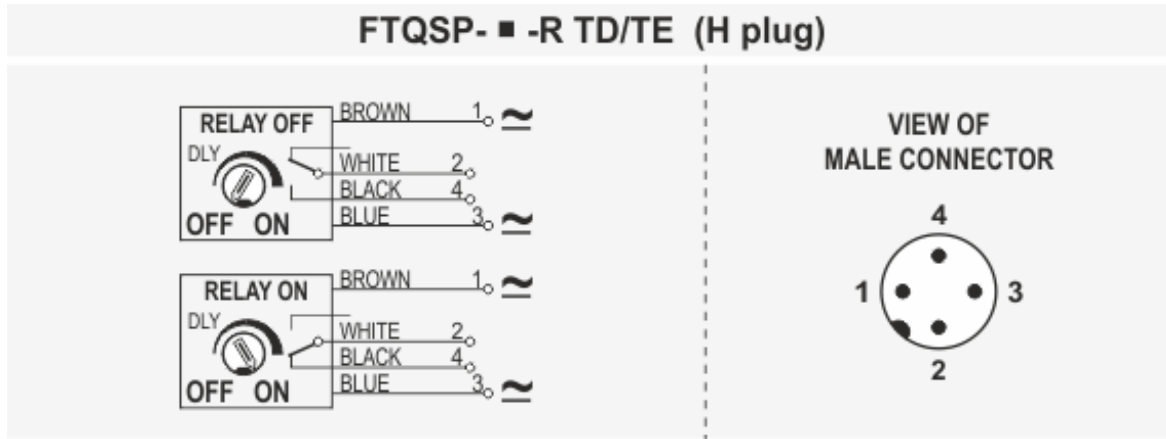 FTQSP- ■ -R TD/TE (H plug)
RELAY OFF
DLY
OFF ON
BROWN 1 ≃
WHITE 2
BLACK 4
BLUE 3 ≃
RELAY ON
DLY
OFF ON
BROWN 1 ≃
WHITE 2
BLACK 4
BLUE 3 ≃
VIEW OF
MALE CONNECTOR
4
1 3
2